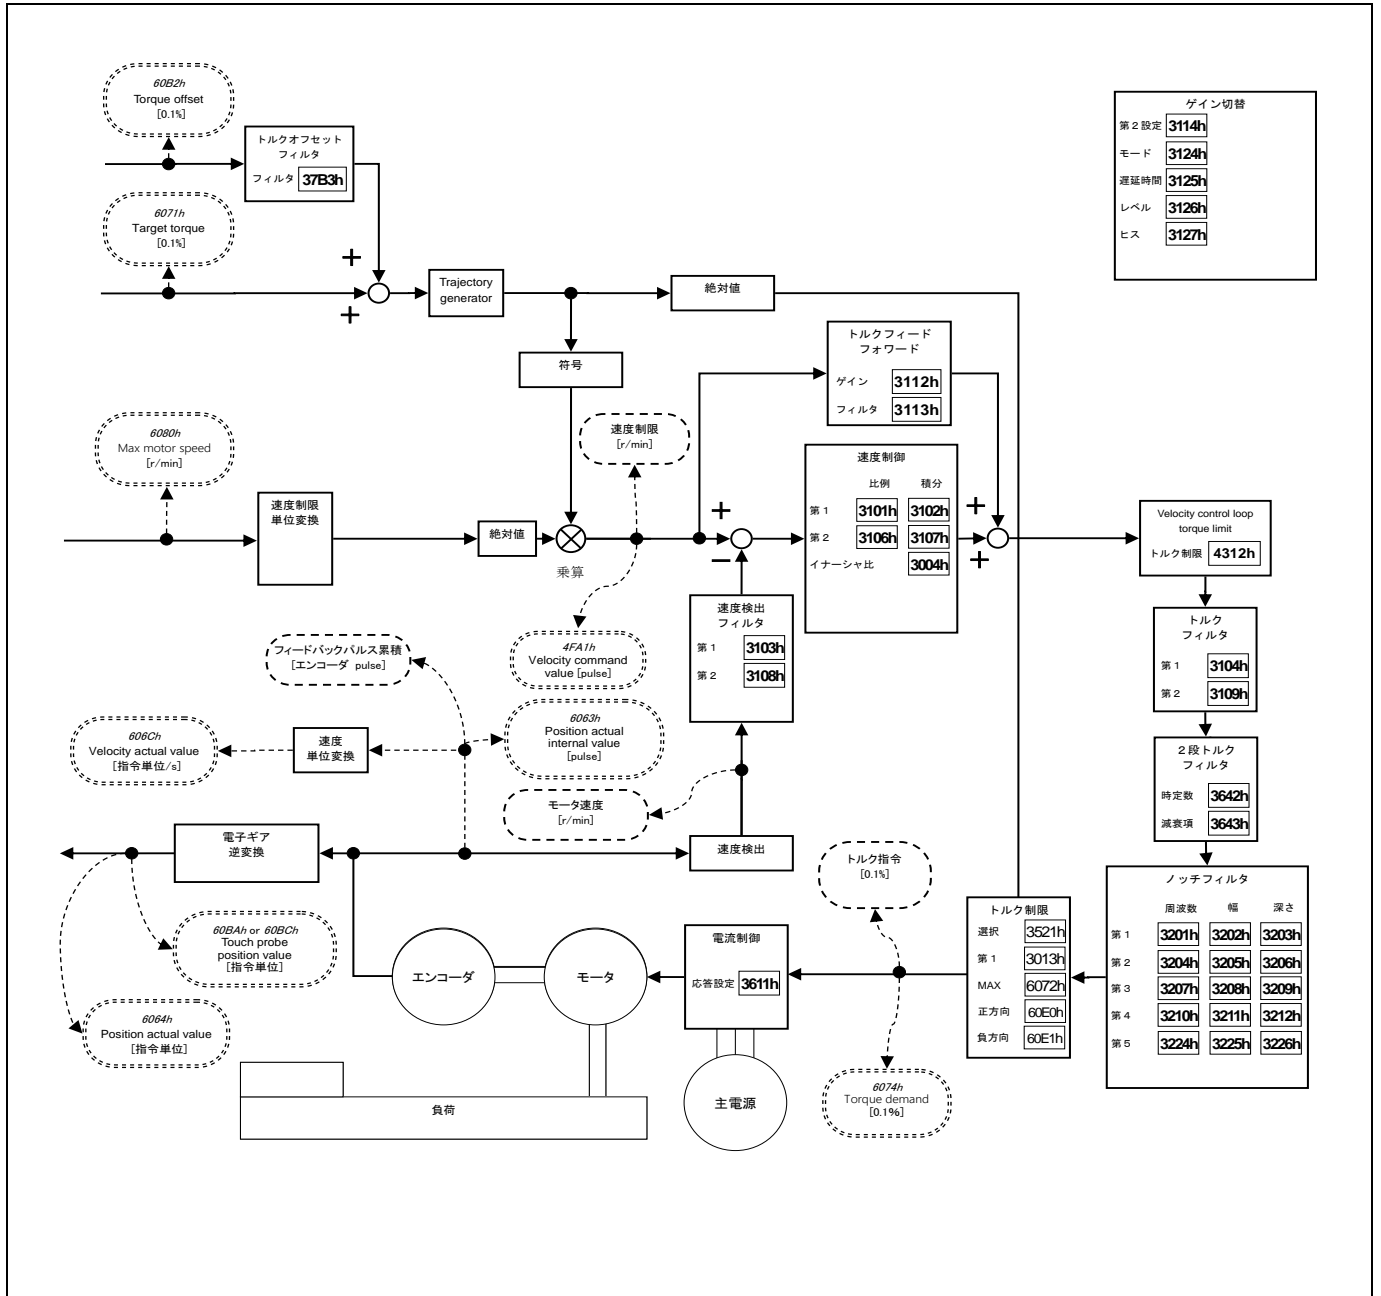 60B2h
Torque offset
[0.1%]
トルクオフセット
フィルタ
フィルタ 37B3h
6071h
Target torque
[0.1%]
+
+
Trajectory
generator
絶対値
符号
ゲイン切替
第２設定 3114h
モード 3124h
遅延時間 3125h
レベル 3126h
ヒス 3127h
トルクフィード
フォワード
ゲイン 3112h
フィルタ 3113h
6080h
Max motor speed
[r/min]
速度制限
単位変換
絶対値
乗算
速度制限
[r/min]
+
−
速度制御
比例 積分
第１ 3101h 3102h
第２ 3106h 3107h
イナーシャ比 3004h
+
+
Velocity control loop
torque limit
トルク制限 4312h
トルク
フィルタ
第１ 3104h
第２ 3109h
２段トルク
フィルタ
時定数 3642h
減衰項 3643h
速度検出
フィルタ
第１ 3103h
第２ 3108h
4FA1h
Velocity command
value [pulse]
フィードバックパルス累積
[エンコーダ pulse]
6063h
Position actual
internal value
[pulse]
606Ch
Velocity actual value
[指令単位/s]
速度
単位変換
モータ速度
[r/min]
電子ギア
逆変換
速度検出
トルク指令
[0.1%]
ノッチフィルタ
周波数 幅 深さ
第１ 3201h 3202h 3203h
第２ 3204h 3205h 3206h
第３ 3207h 3208h 3209h
第４ 3210h 3211h 3212h
第５ 3224h 3225h 3226h
トルク制限
選択 3521h
第１ 3013h
MAX 6072h
正方向 60E0h
負方向 60E1h
60BAh or 60BCh
Touch probe
position value
[指令単位]
6064h
Position actual value
[指令単位]
エンコーダ
モータ
電流制御
応答設定 3611h
主電源
負荷
6074h
Torque demand
[0.1%]